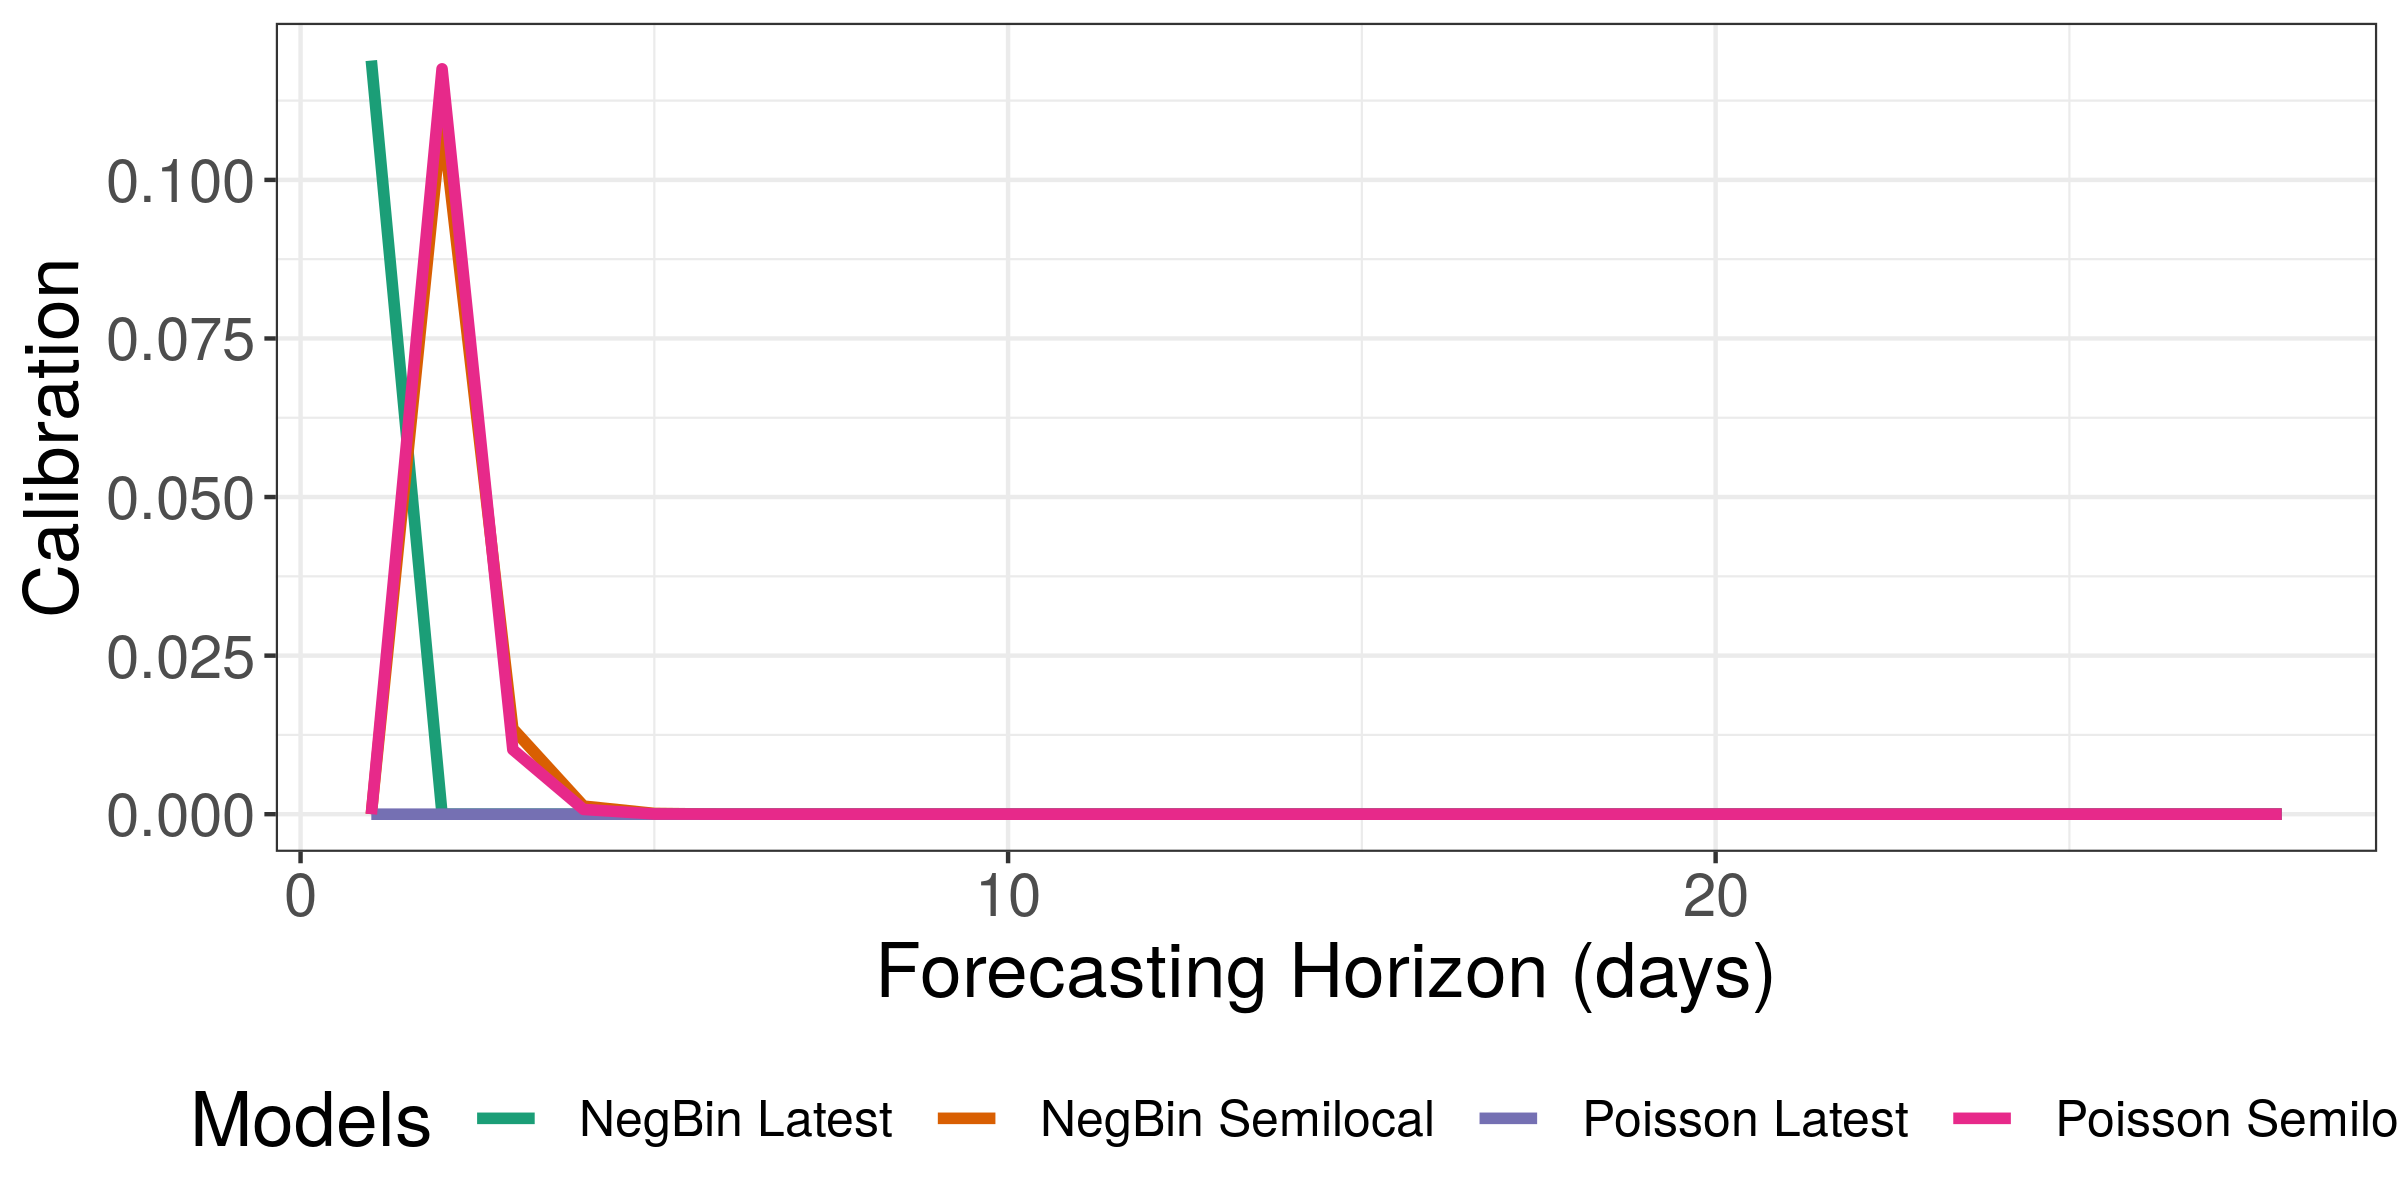 Calibration
0.100
0.075
0.050
0.025
0.000
0
10
20
Forecasting Horizon (days)
Models NegBin Latest NegBin Semilocal Poisson Latest Poisson Semilo